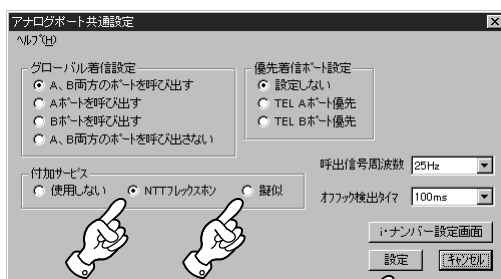 アナログポート共通設定
ヘルプ(H)
グローバル着信設定
A、B両方のポートを呼び出す
Aポートを呼び出す
Bポートを呼び出す
A、B両方のポートを呼び出さない
優先着信ポート設定
設定しない
TEL Aポート優先
TEL Bポート優先
付加サービス
使用しない NTTフレックスホン 擬似
呼出信号周波数 25Hz
オフフック検出タイマ 100ms
i・ナンバー設定画面
設定 キャンセル